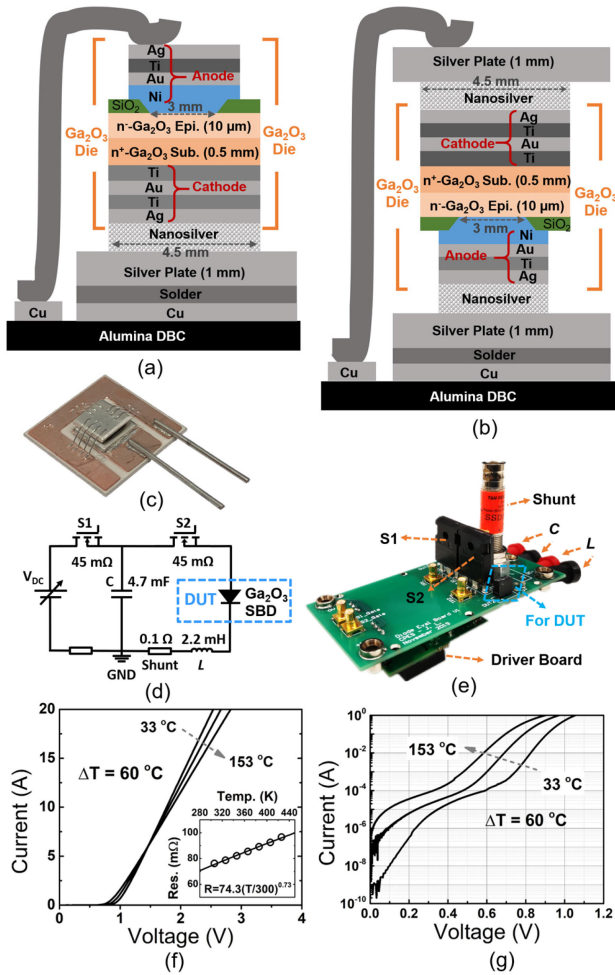 Ag
Ti
Au
Ni
Anode
SiO₂
3 mm
n⁻-Ga₂O₃ Epi. (10 μm)
n⁺-Ga₂O₃ Sub. (0.5 mm)
Ga₂O₃
Die
Ga₂O₃
Die
Ti
Au
Ti
Ag
Cathode
Nanosilver
4.5 mm
Silver Plate (1 mm)
Solder
Cu
Cu
Alumina DBC
(a)
Silver Plate (1 mm)
4.5 mm
Nanosilver
Ag
Ti
Au
Ti
Cathode
n⁺-Ga₂O₃ Sub. (0.5 mm)
n⁻-Ga₂O₃ Epi. (10 μm)
Ga₂O₃
Die
Ga₂O₃
Die
3 mm
SiO₂
Ni
Au
Ti
Ag
Anode
Nanosilver
Silver Plate (1 mm)
Solder
Cu
Cu
Alumina DBC
(b)
(c)
S1
S2
45 mΩ
45 mΩ
V_DC
C
4.7 mF
DUT
Ga₂O₃
SBD
0.1 Ω
2.2 mH
GND
Shunt
L
(d)
Shunt
S1
C
L
S2
For DUT
Diode Eval Board V1
CPES J. Li
November 2019
Driver Board
(e)
20
15
10
5
0
Current (A)
33 °C
153 °C
ΔT = 60 °C
Temp. (K)
280 320 360 400 440
100
80
60
Res. (mΩ)
R=74.3(T/300)^0.73
0 1 2 3 4
Voltage (V)
(f)
10⁰
10⁻²
10⁻⁴
10⁻⁶
10⁻⁸
10⁻¹⁰
Current (A)
153 °C
33 °C
ΔT = 60 °C
0.0 0.2 0.4 0.6 0.8 1.0 1.2
Voltage (V)
(g)